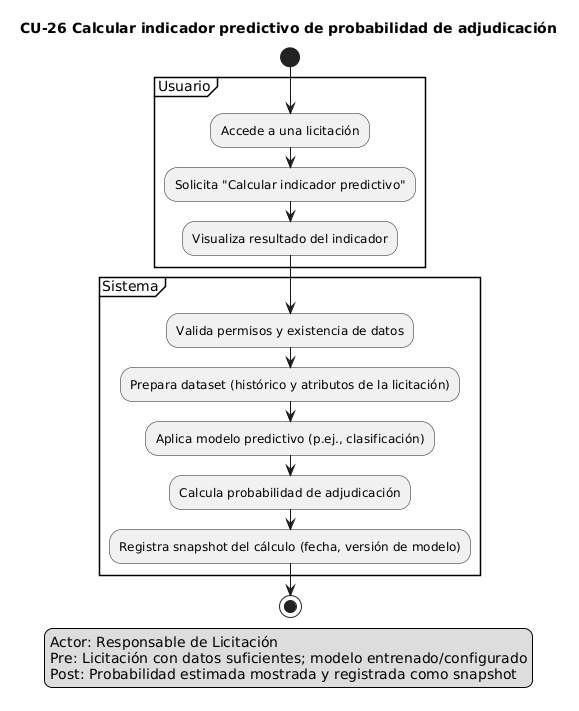 CU-26 Calcular indicador predictivo de probabilidad de adjudicación
Usuario
Accede a una licitación
Solicita "Calcular indicador predictivo"
Visualiza resultado del indicador
Sistema
Valida permisos y existencia de datos
Prepara dataset (histórico y atributos de la licitación)
Aplica modelo predictivo (p.ej., clasificación)
Calcula probabilidad de adjudicación
Registra snapshot del cálculo (fecha, versión de modelo)
Actor: Responsable de Licitación
Pre: Licitación con datos suficientes; modelo entrenado/configurado
Post: Probabilidad estimada mostrada y registrada como snapshot